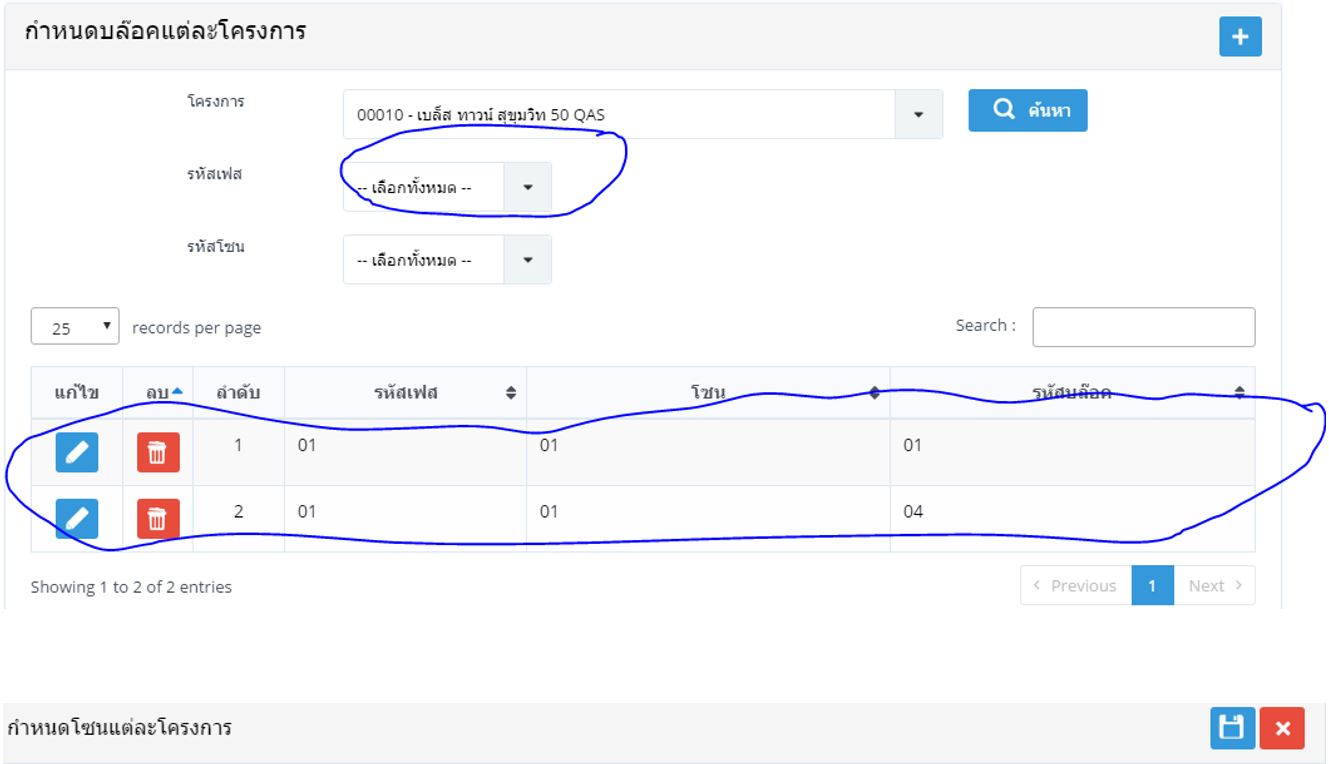 กำหนดบล๊อคแต่ละโครงการ
โครงการ 00010 - เบล็ส ทาวน์ สุขุมวิท 50 QAS ค้นหา
รหัสเฟส -- เลือกทั้งหมด --
รหัสโซน -- เลือกทั้งหมด --
25 records per page Search :
แก้ไข ลบ ลำดับ รหัสเฟส โซน รหัสบล๊อค
1 01 01 01
2 01 01 04
Showing 1 to 2 of 2 entries Previous 1 Next
กำหนดโซนแต่ละโครงการ